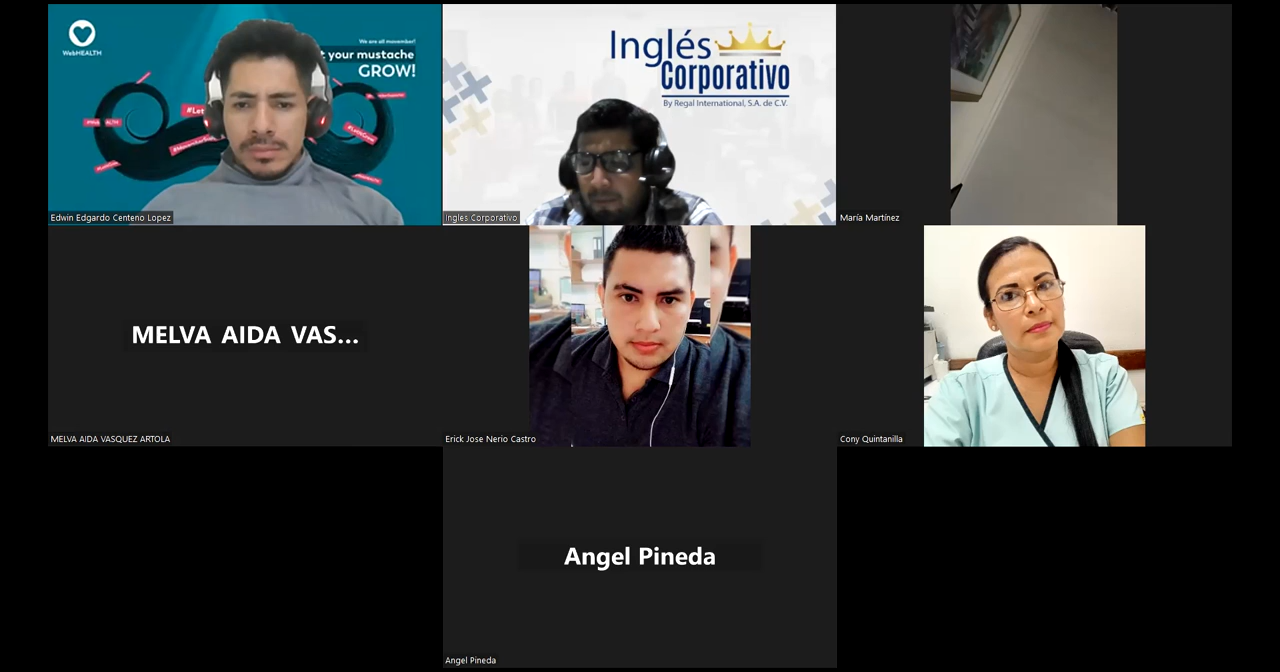 WebHEALTH
We are all movember!
t your mustache
GROW!
#Let
Edwin Edgardo Centeno Lopez
Inglés
Corporativo
By Regal International, S.A. de C.V.
Ingles Corporativo
María Martínez
MELVA AIDA VAS...
MELVA AIDA VASQUEZ ARTOLA
Erick Jose Nerio Castro
Cony Quintanilla
Angel Pineda
Angel Pineda